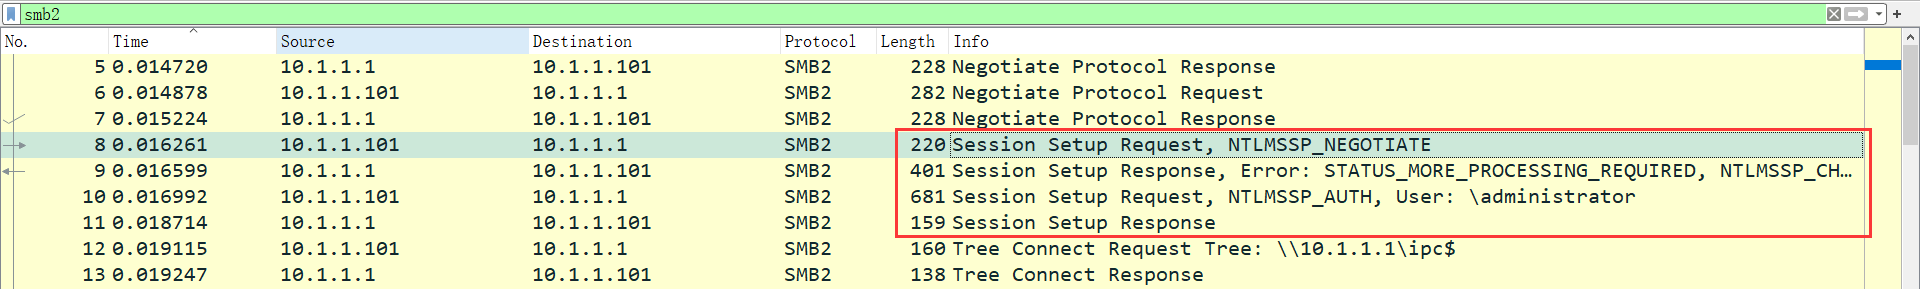 smb2
No. Time Source Destination Protocol Length Info
5 0.014720 10.1.1.1 10.1.1.101 SMB2 228 Negotiate Protocol Response
6 0.014878 10.1.1.101 10.1.1.1 SMB2 282 Negotiate Protocol Request
7 0.015224 10.1.1.1 10.1.1.101 SMB2 228 Negotiate Protocol Response
8 0.016261 10.1.1.101 10.1.1.1 SMB2 220 Session Setup Request, NTLMSSP_NEGOTIATE
9 0.016599 10.1.1.1 10.1.1.101 SMB2 401 Session Setup Response, Error: STATUS_MORE_PROCESSING_REQUIRED, NTLMSSP_CH…
10 0.016992 10.1.1.101 10.1.1.1 SMB2 681 Session Setup Request, NTLMSSP_AUTH, User: \administrator
11 0.018714 10.1.1.1 10.1.1.101 SMB2 159 Session Setup Response
12 0.019115 10.1.1.101 10.1.1.1 SMB2 160 Tree Connect Request Tree: \\10.1.1.1\ipc$
13 0.019247 10.1.1.1 10.1.1.101 SMB2 138 Tree Connect Response